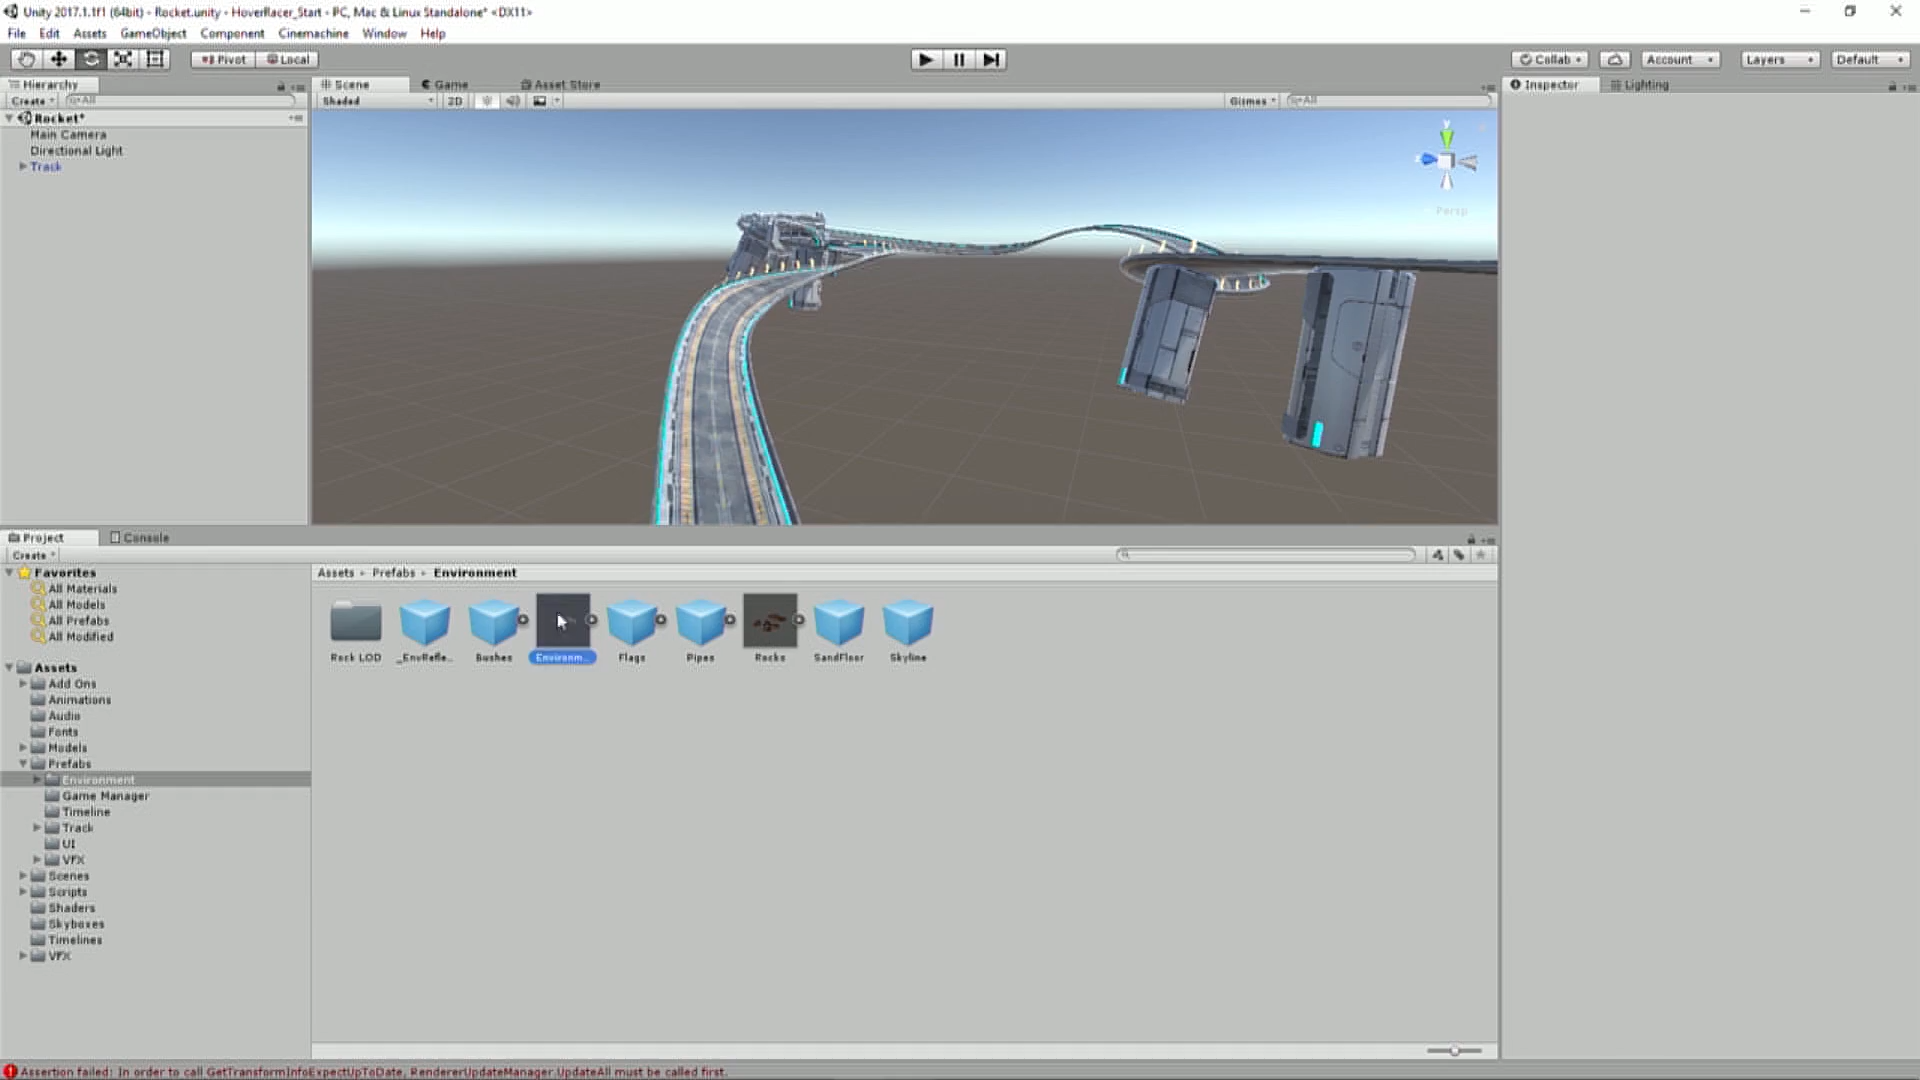 Unity 2017.1.1f1 (64bit) - Rocket.unity - HoverRacer_Start - PC, Mac & Linux Standalone* <DX11>
File Edit Assets GameObject Component Cinemachine Window Help
Pivot Local Collab Account Layers Default
Hierarchy Scene Game Asset Store Inspector Lighting
Create All Shaded 2D Gizmos All
Rocket*
Main Camera
Directional Light
Track
y
Persp
Project Console
Create
Favorites
All Materials
All Models
All Prefabs
All Modified
Assets
Add Ons
Animations
Audio
Fonts
Models
Prefabs
Environment
Game Manager
Timeline
Track
UI
VFX
Scenes
Scripts
Shaders
Skyboxes
Timelines
VFX
Assets Prefabs Environment
Rock LOD _EnvRefle.. Bushes Environm.. Flags Pipes Rocks SandFloor Skyline
Assertion failed: In order to call GetTransformInfoExpectUpToDate, RendererUpdateManager.UpdateAll must be called first.